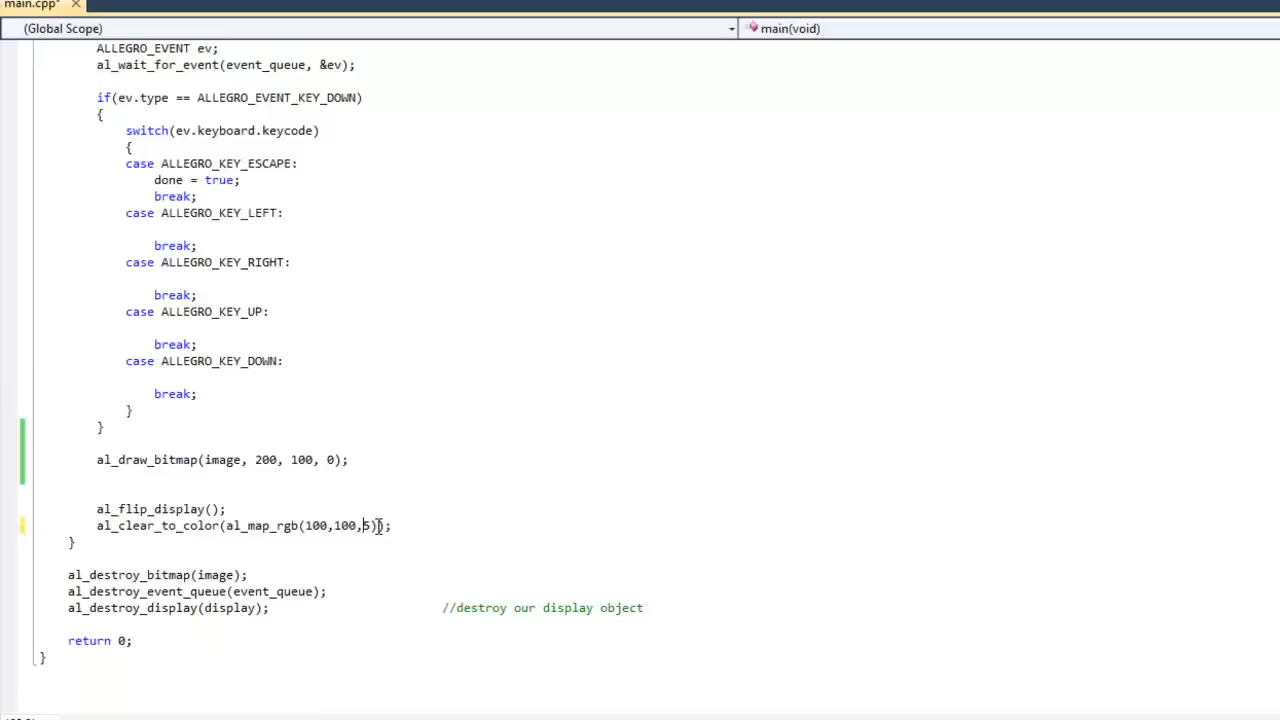 main.cpp*
(Global Scope) main(void)
ALLEGRO_EVENT ev;
al_wait_for_event(event_queue, &ev);
if(ev.type == ALLEGRO_EVENT_KEY_DOWN)
{
switch(ev.keyboard.keycode)
{
case ALLEGRO_KEY_ESCAPE:
done = true;
break;
case ALLEGRO_KEY_LEFT:
break;
case ALLEGRO_KEY_RIGHT:
break;
case ALLEGRO_KEY_UP:
break;
case ALLEGRO_KEY_DOWN:
break;
}
}
al_draw_bitmap(image, 200, 100, 0);
al_flip_display();
al_clear_to_color(al_map_rgb(100,100,5));
}
al_destroy_bitmap(image);
al_destroy_event_queue(event_queue);
al_destroy_display(display); //destroy our display object
return 0;
}